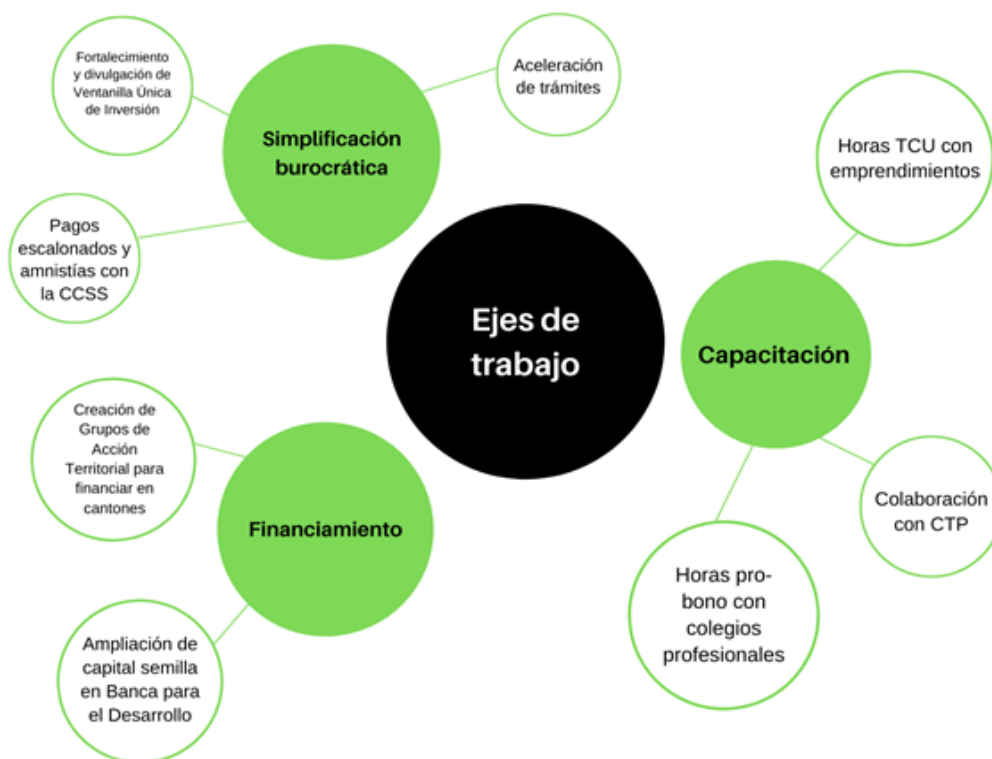 Fortalecimiento
y divulgación de
Ventanilla Única
de Inversión
Simplificación
burocrática
Aceleración
de trámites
Pagos
escalonados y
amnistías con
la CCSS
Ejes de
trabajo
Horas TCU con
emprendimientos
Capacitación
Colaboración
con CTP
Horas pro-
bono con
colegios
profesionales
Creación de
Grupos de
Acción
Territorial para
financiar en
cantones
Financiamiento
Ampliación de
capital semilla
en Banca para
el Desarrollo